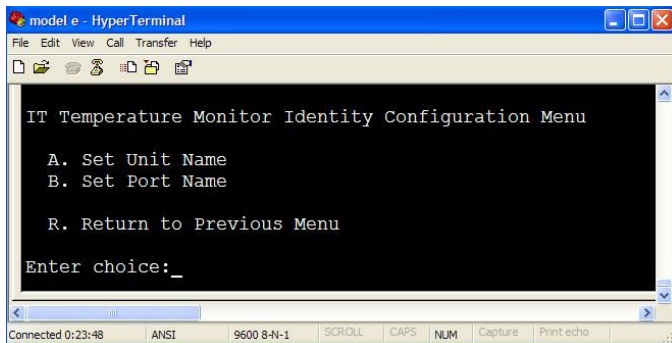 model e - HyperTerminal
File Edit View Call Transfer Help
IT Temperature Monitor Identity Configuration Menu
A. Set Unit Name
B. Set Port Name
R. Return to Previous Menu
Enter choice:_
Connected 0:23:48 ANSI 9600 8-N-1 SCROLL CAPS NUM Capture Print echo